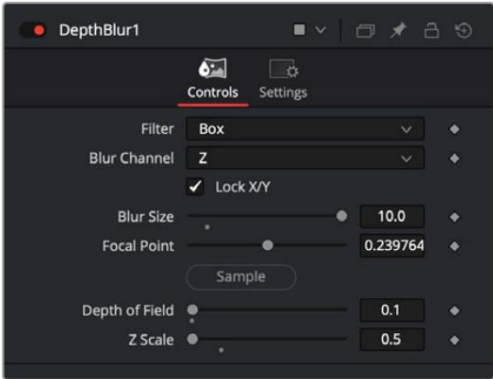 DepthBlur1
Controls Settings
Filter Box
Blur Channel Z
Lock X/Y
Blur Size 10.0
Focal Point 0.239764
Sample
Depth of Field 0.1
Z Scale 0.5